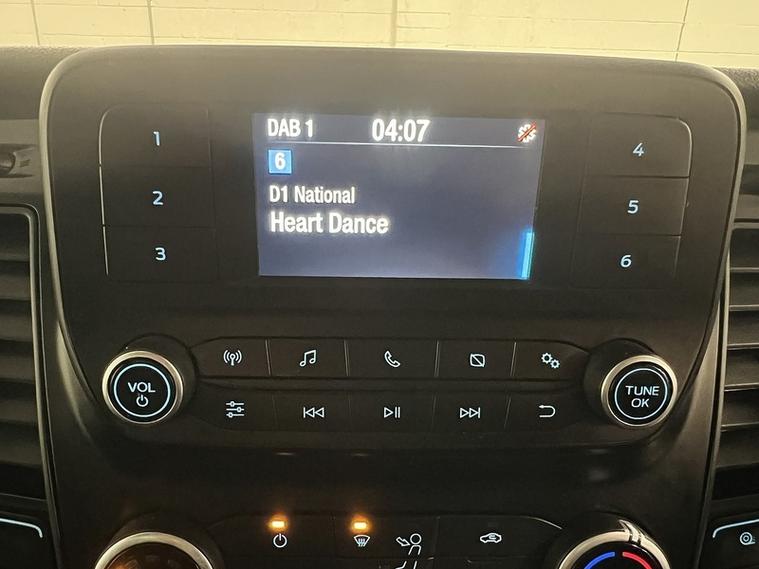 DAB 1 04:07
6
D1 National
Heart Dance
1
2
3
4
5
6
VOL
TUNE
OK